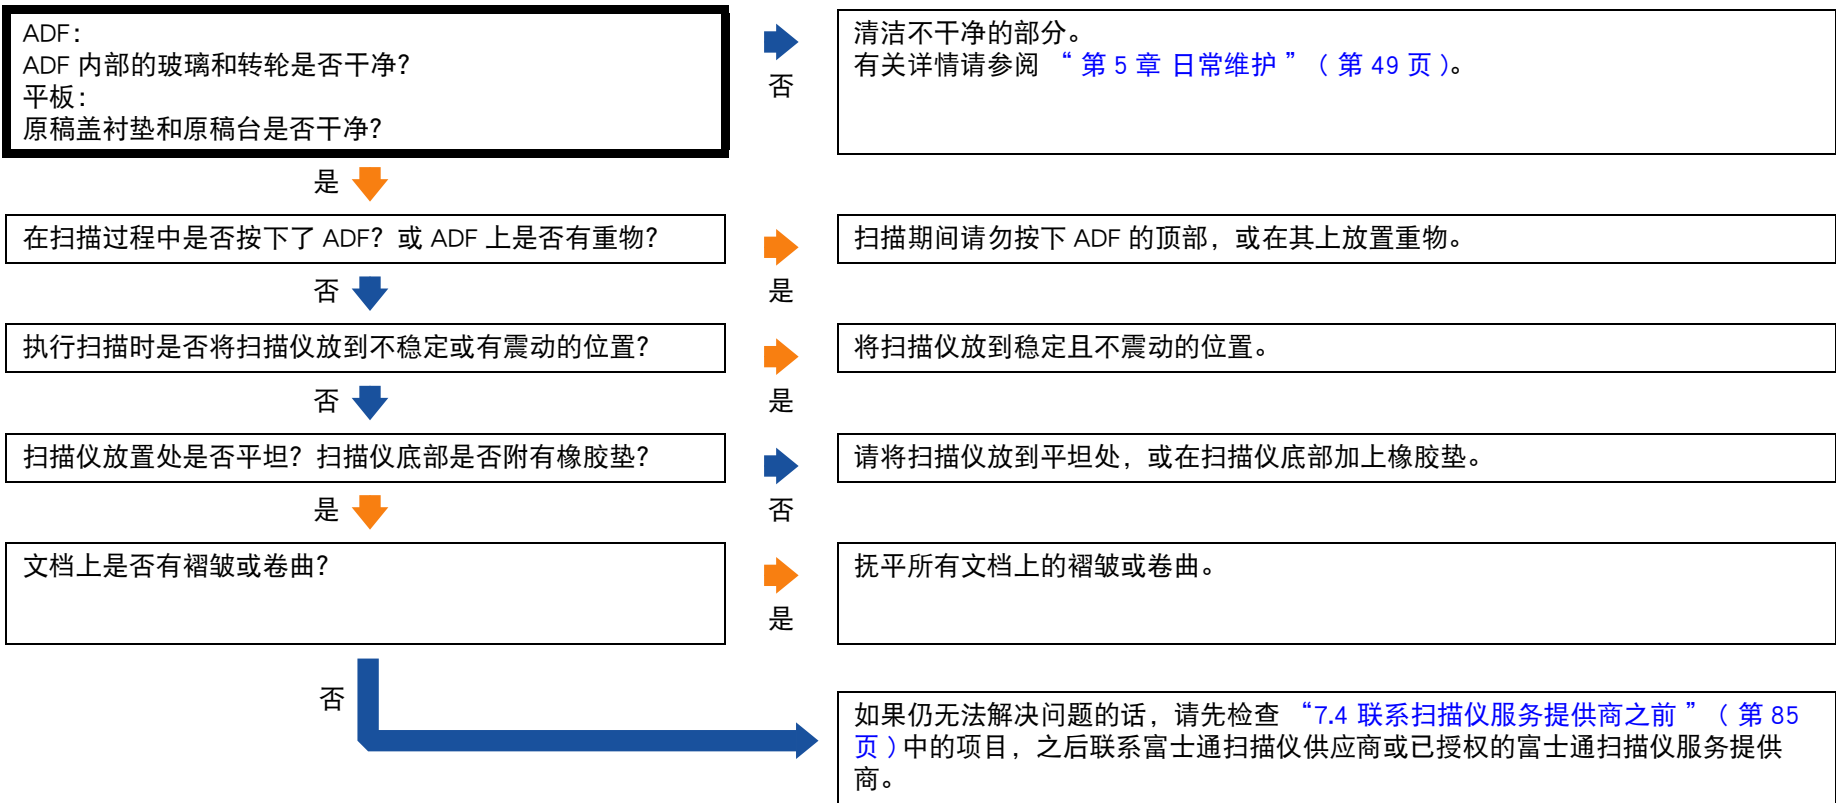 ADF：
ADF 内部的玻璃和转轮是否干净？
平板：
原稿盖衬垫和原稿台是否干净？
否
清洁不干净的部分。
有关详情请参阅 “ 第 5 章 日常维护 ”（ 第 49 页 ）。
是
在扫描过程中是否按下了 ADF？或 ADF 上是否有重物？
是
扫描期间请勿按下 ADF 的顶部，或在其上放置重物。
否
执行扫描时是否将扫描仪放到不稳定或有震动的位置？
是
将扫描仪放到稳定且不震动的位置。
否
扫描仪放置处是否平坦？扫描仪底部是否附有橡胶垫？
否
请将扫描仪放到平坦处，或在扫描仪底部加上橡胶垫。
是
文档上是否有褶皱或卷曲？
是
抚平所有文档上的褶皱或卷曲。
否
如果仍无法解决问题的话，请先检查 “7.4 联系扫描仪服务提供商之前 ”（ 第 85
页 ）中的项目，之后联系富士通扫描仪供应商或已授权的富士通扫描仪服务提供
商。